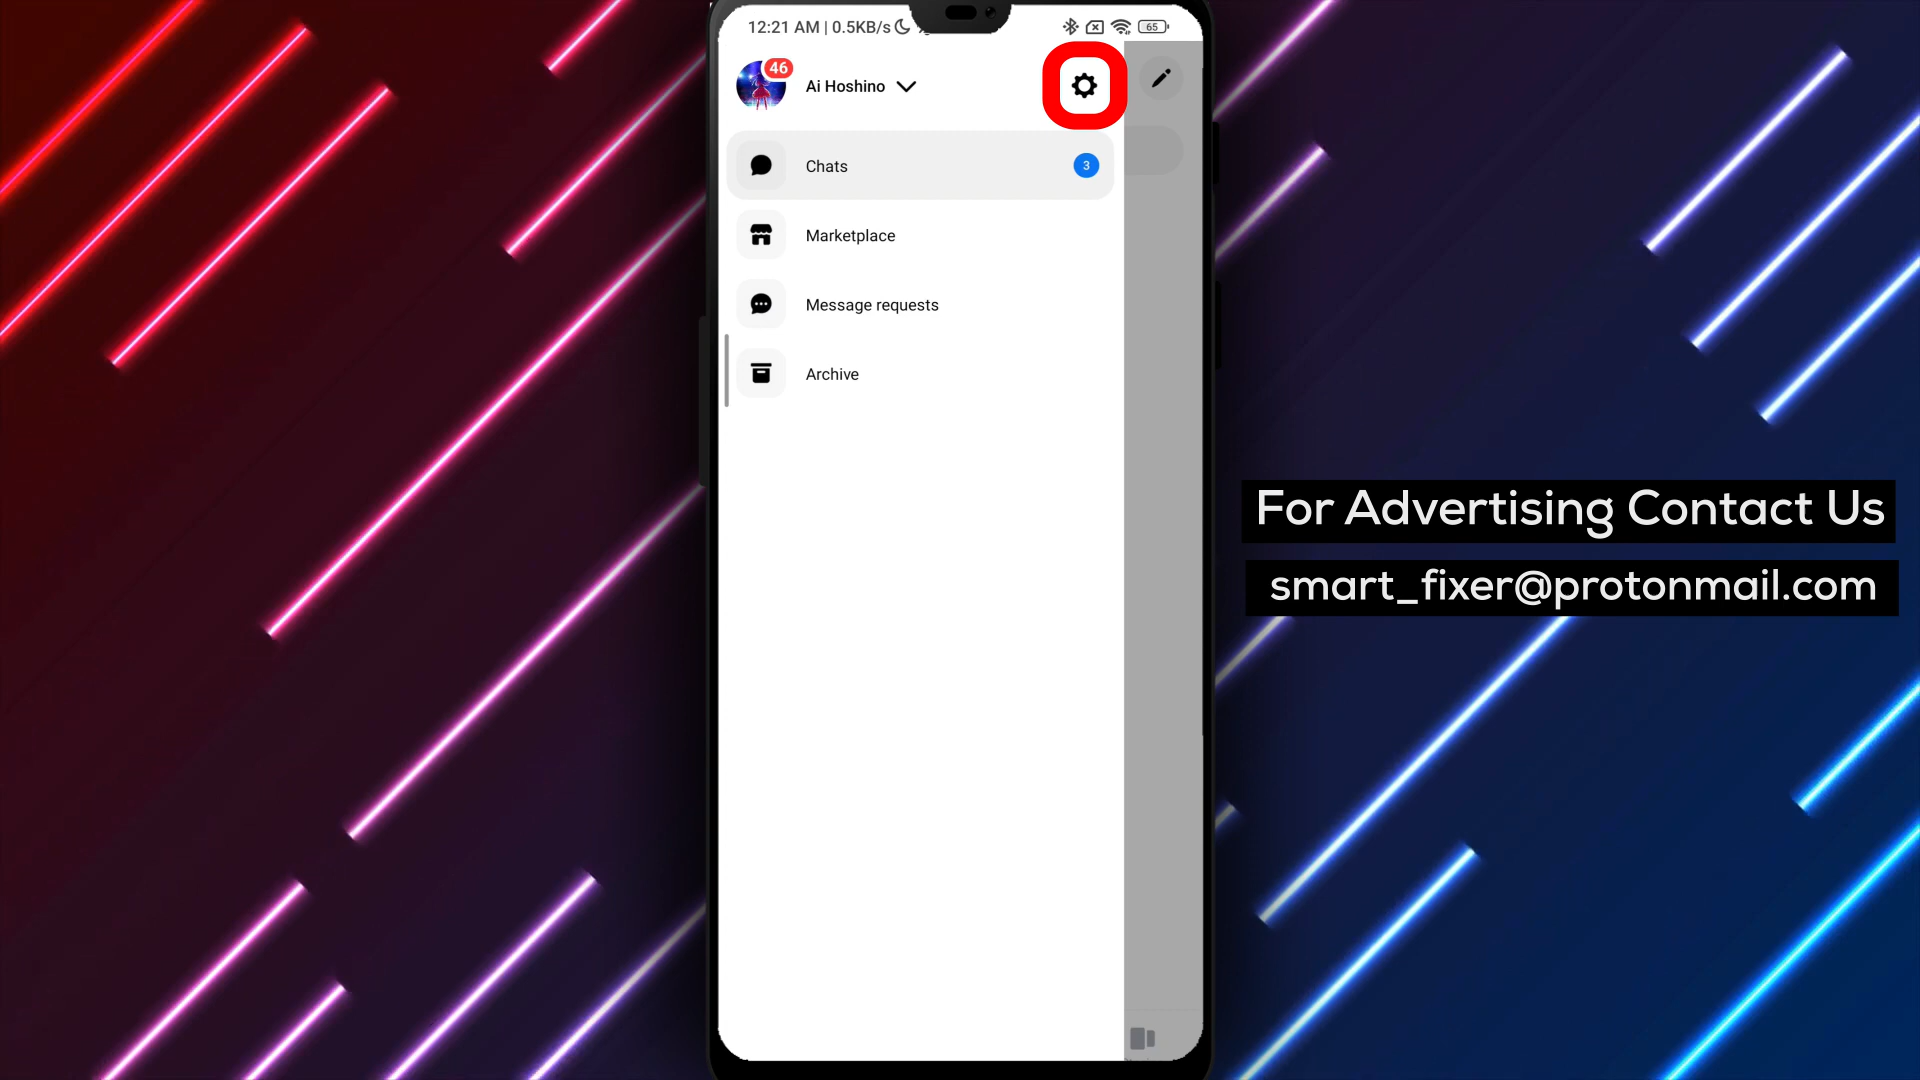 12:21 AM | 0.5KB/s
65
46
Ai Hoshino
Chats
3
Marketplace
Message requests
Archive
For Advertising Contact Us
smart_fixer@protonmail.com